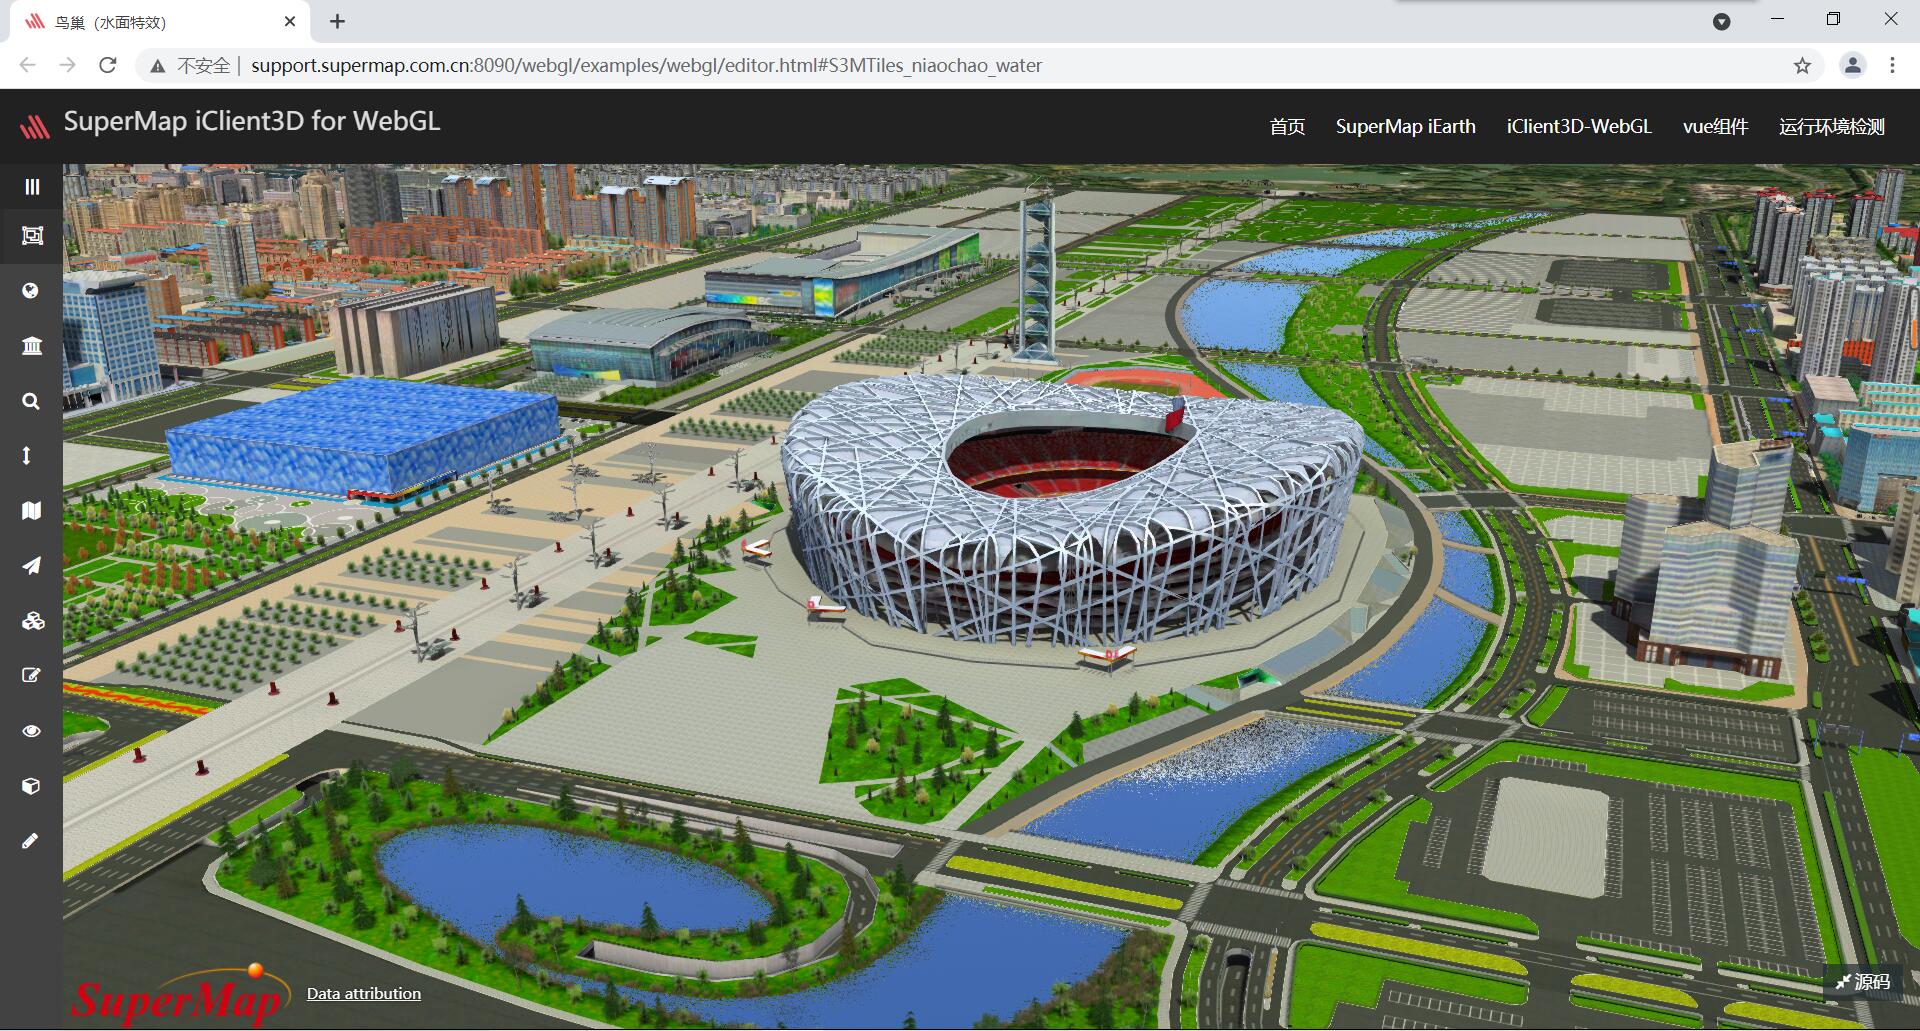 鸟巢（水面特效）
不安全 | support.supermap.com.cn:8090/webgl/examples/webgl/editor.html#S3MTiles_niaochao_water
SuperMap iClient3D for WebGL
首页 SuperMap iEarth iClient3D-WebGL vue组件 运行环境检测
SuperMap Data attribution
源码